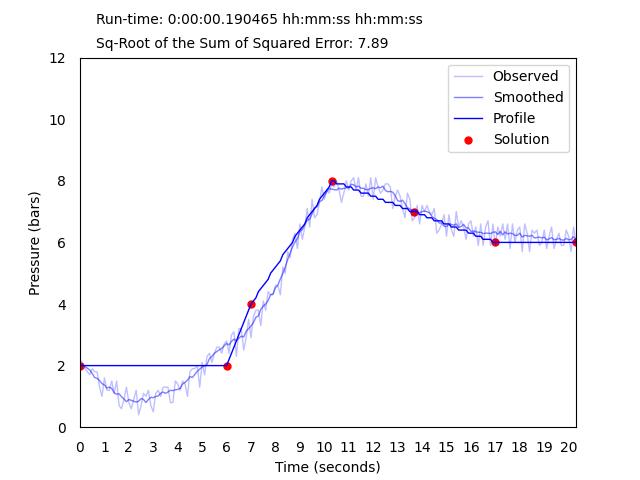 Run-time: 0:00:00.190465 hh:mm:ss hh:mm:ss
Sq-Root of the Sum of Squared Error: 7.89
Observed
Smoothed
Profile
Solution
Pressure (bars)
12
10
8
6
4
2
0
0 1 2 3 4 5 6 7 8 9 10 11 12 13 14 15 16 17 18 19 20
Time (seconds)